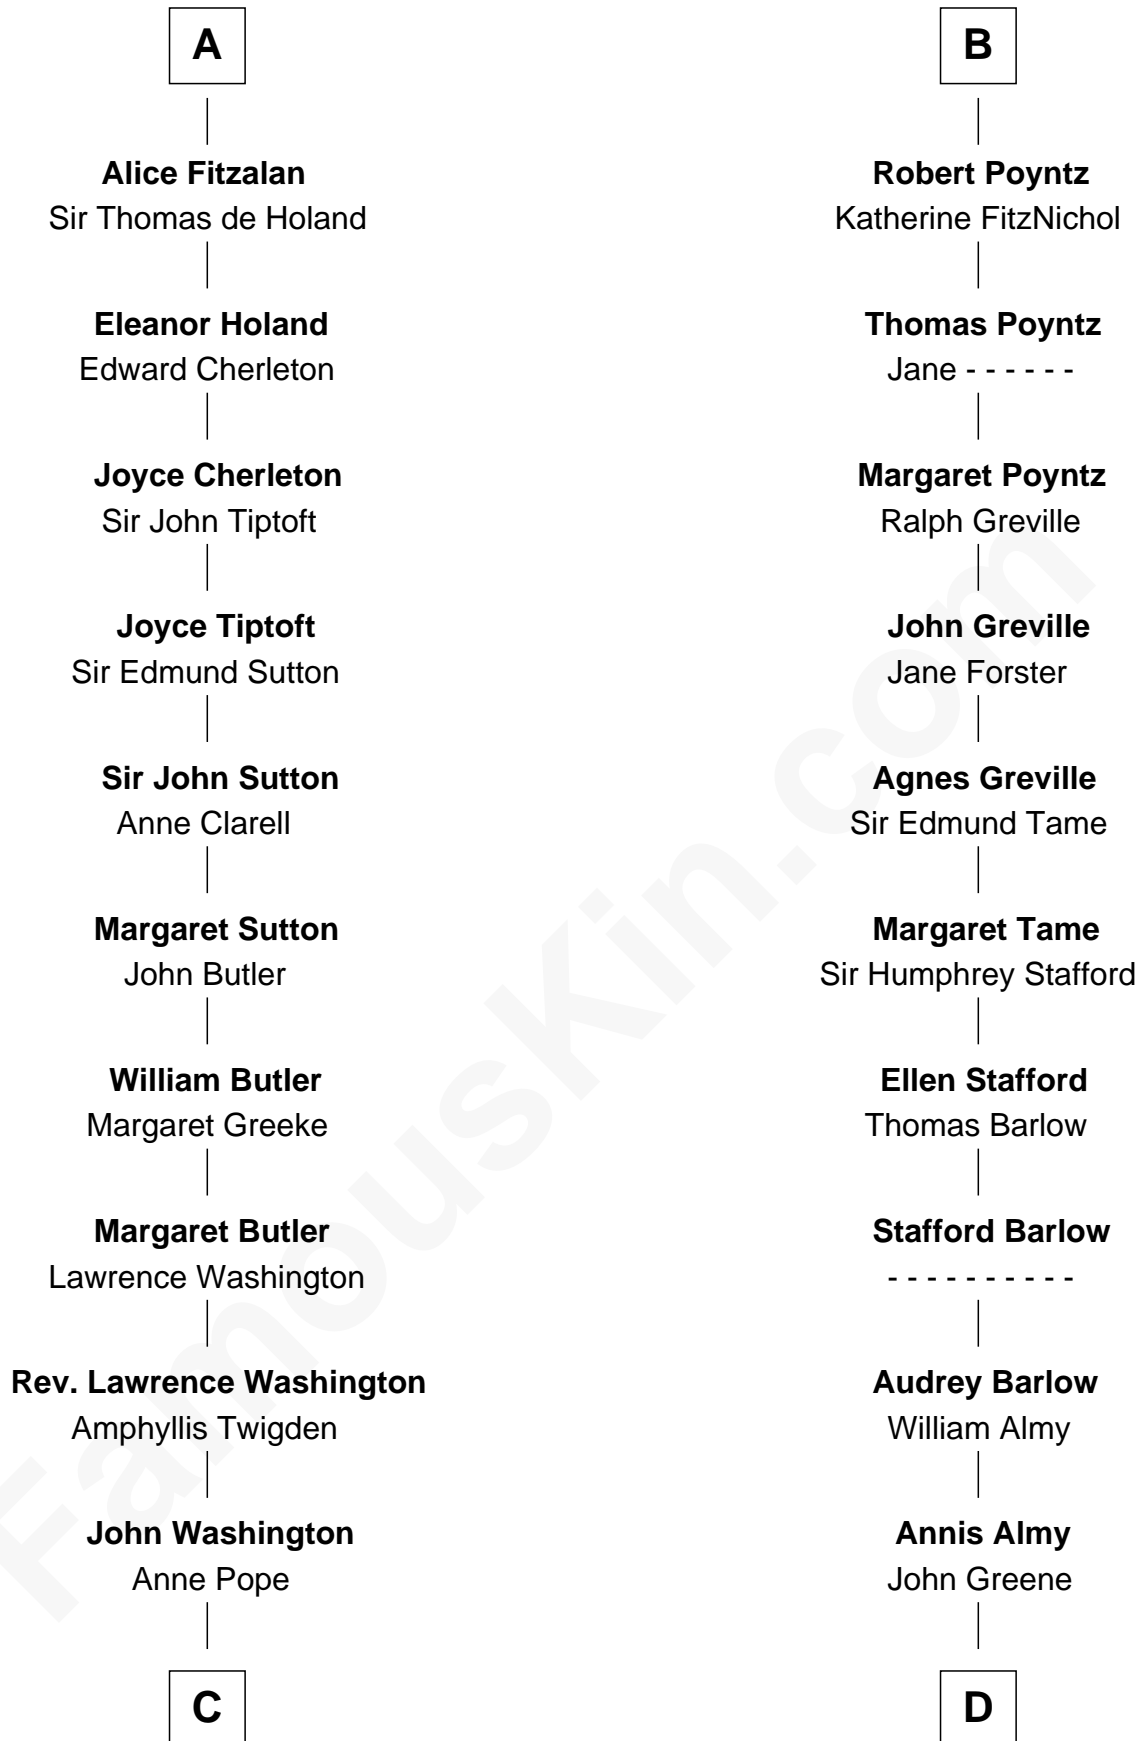 A
Alice Fitzalan
Sir Thomas de Holand
Eleanor Holand
Edward Cherleton
Joyce Cherleton
Sir John Tiptoft
Joyce Tiptoft
Sir Edmund Sutton
Sir John Sutton
Anne Clarell
Margaret Sutton
John Butler
William Butler
Margaret Greeke
Margaret Butler
Lawrence Washington
Rev. Lawrence Washington
Amphyllis Twigden
John Washington
Anne Pope
C
B
Robert Poyntz
Katherine FitzNichol
Thomas Poyntz
Jane - - - - - -
Margaret Poyntz
Ralph Greville
John Greville
Jane Forster
Agnes Greville
Sir Edmund Tame
Margaret Tame
Sir Humphrey Stafford
Ellen Stafford
Thomas Barlow
Stafford Barlow
- - - - - - - - - -
Audrey Barlow
William Almy
Annis Almy
John Greene
D
FamousKin.com